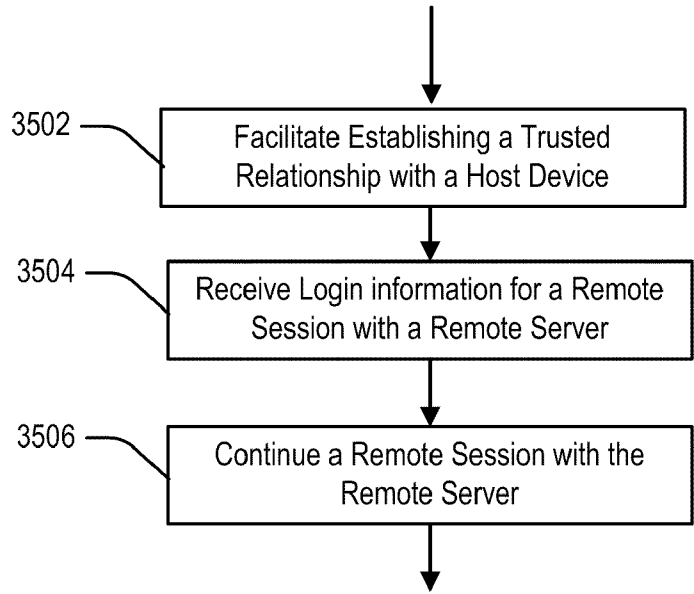 3502
Facilitate Establishing a Trusted
Relationship with a Host Device
3504
Receive Login information for a Remote
Session with a Remote Server
3506
Continue a Remote Session with the
Remote Server